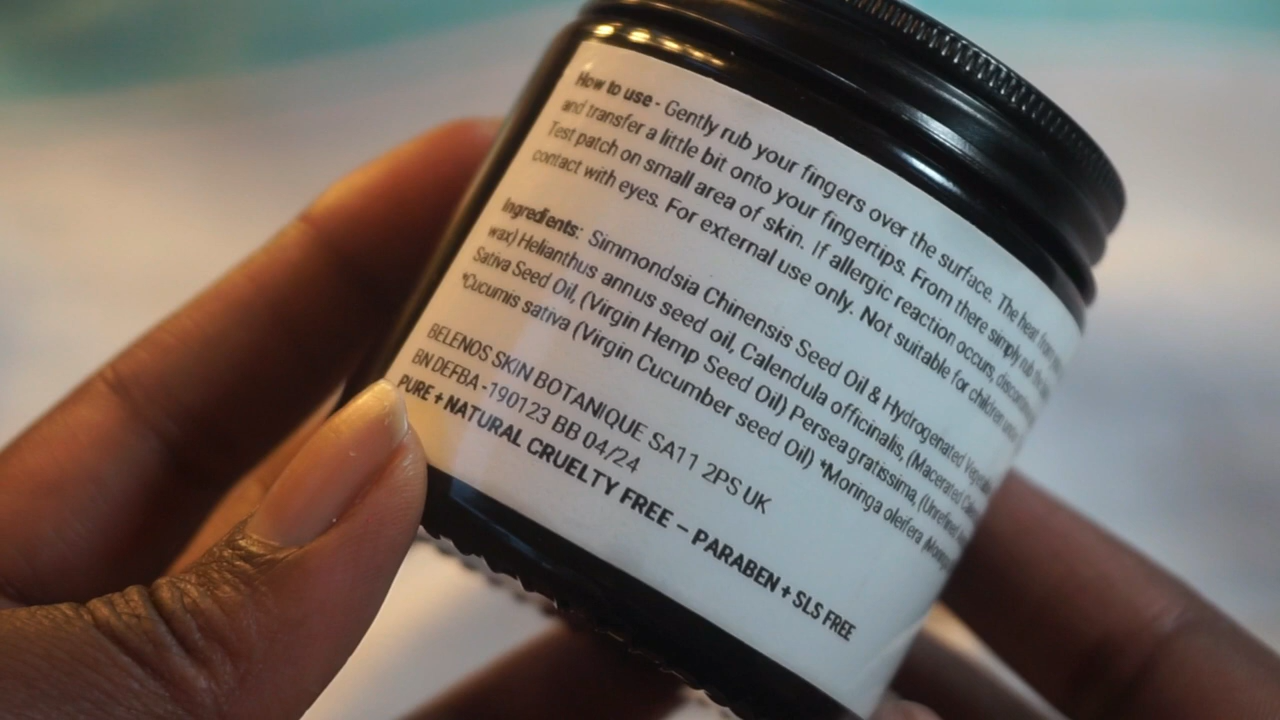 How to use - Gently rub your fingers over the surface. The heat from
and transfer a little bit onto your fingertips. From there simply rub
Test patch on small area of skin. If allergic reaction occurs,
contact with eyes. For external use only. Not suitable for children
Ingredients: Simmondsia Chinensis Seed Oil & Hydrogenated
wax) Helianthus annus seed oil, Calendula officinalis, (Macerated
Sativa Seed Oil, (Virgin Hemp Seed Oil) Persea gratissima, (Unrefined
*Cucumis sativa (Virgin Cucumber seed Oil) *Moringa oleifera
BELENOS SKIN BOTANIQUE SA11 2PS UK
BN DEFBA -190123 BB 04/24
PURE + NATURAL CRUELTY FREE – PARABEN + SLS FREE